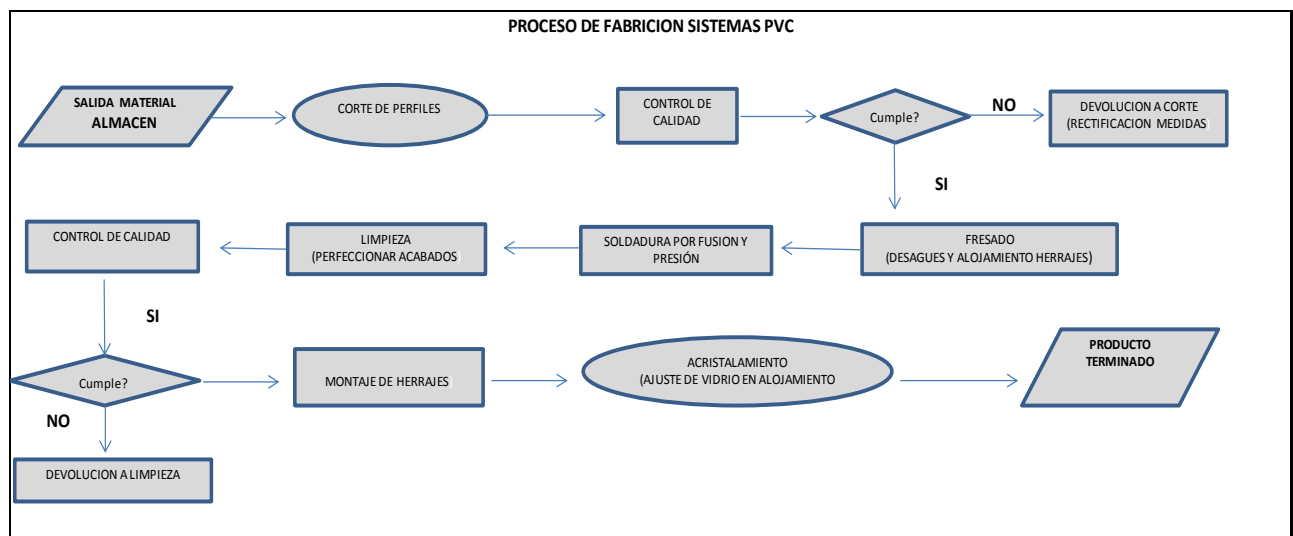 PROCESO DE FABRICION SISTEMAS PVC
SALIDA MATERIAL
ALMACEN
CORTE DE PERFILES
CONTROL DE
CALIDAD
Cumple?
NO
DEVOLUCION A CORTE
(RECTIFICACION MEDIDAS)
SI
CONTROL DE CALIDAD
LIMPIEZA
(PERFECCIONAR ACABADOS)
SOLDADURA POR FUSION Y
PRESIÓN
FRESADO
(DESAGUES Y ALOJAMIENTO HERRAJES)
SI
Cumple?
MONTAJE DE HERRAJES)
ACRISTALAMIENTO
(AJUSTE DE VIDRIO EN ALOJAMIENTO
PRODUCTO
TERMINADO
NO
DEVOLUCION A LIMPIEZA